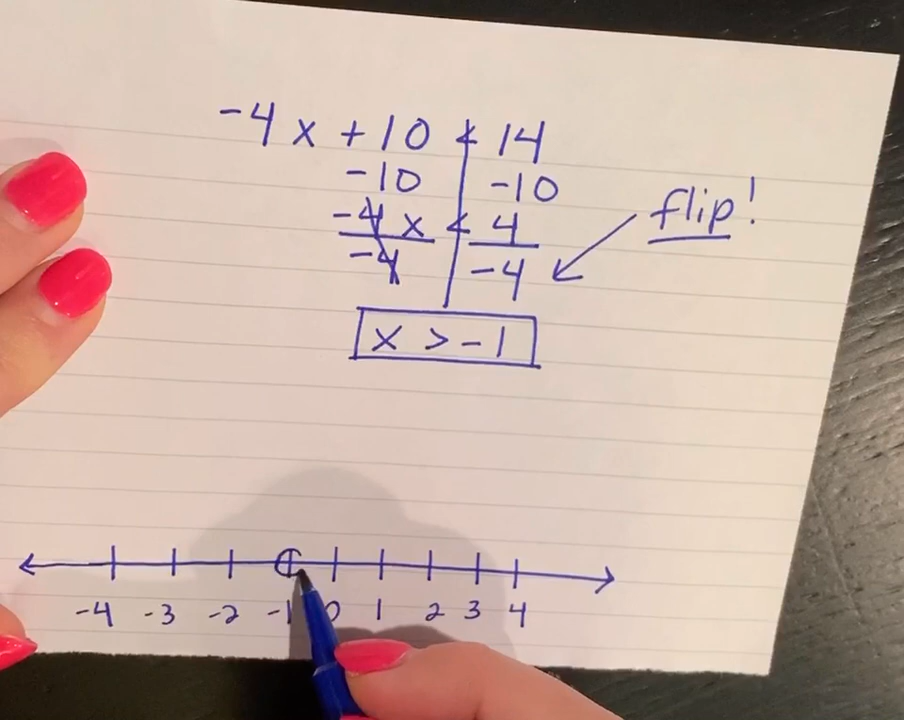 -4x + 10 < 14
-10 -10
-4x < 4
-4 -4
flip!
x > -1
-4 -3 -2 -1 0 1 2 3 4